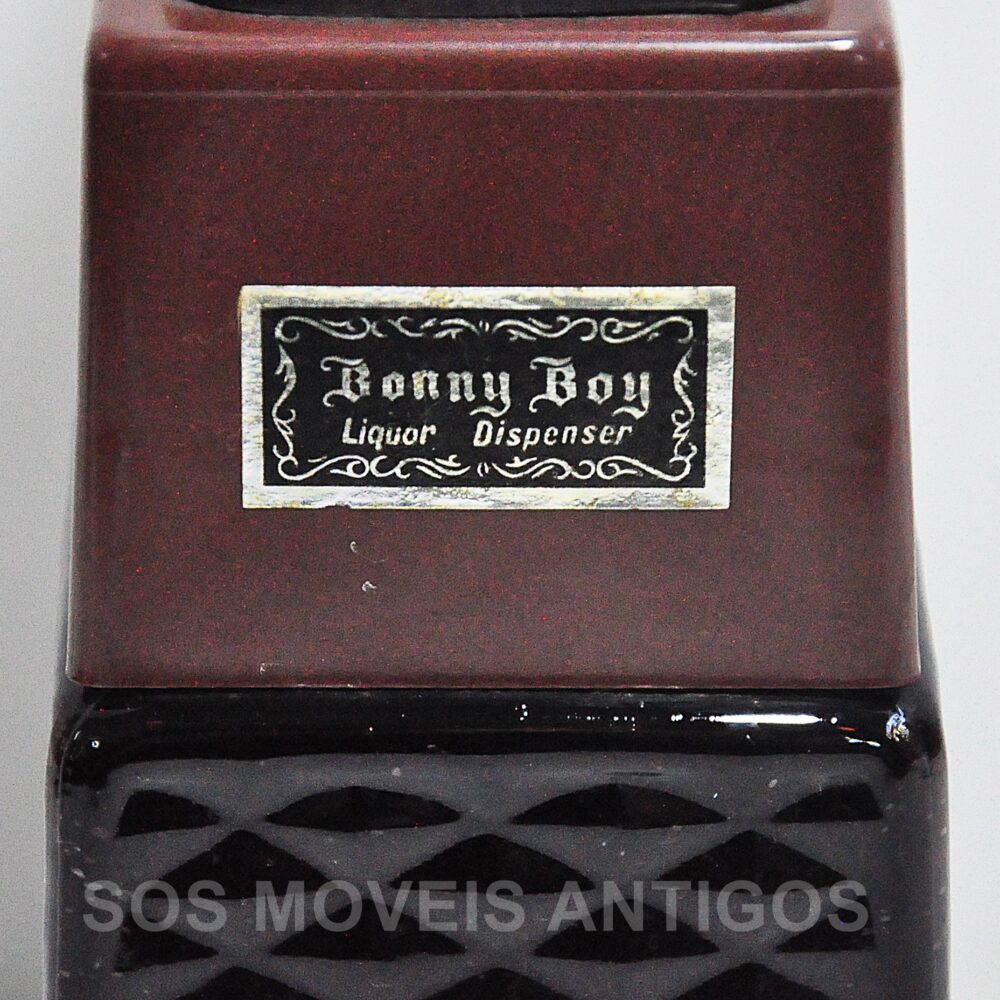 Bonny Boy
Liquor Dispenser
SOS MOVEIS ANTIGOS